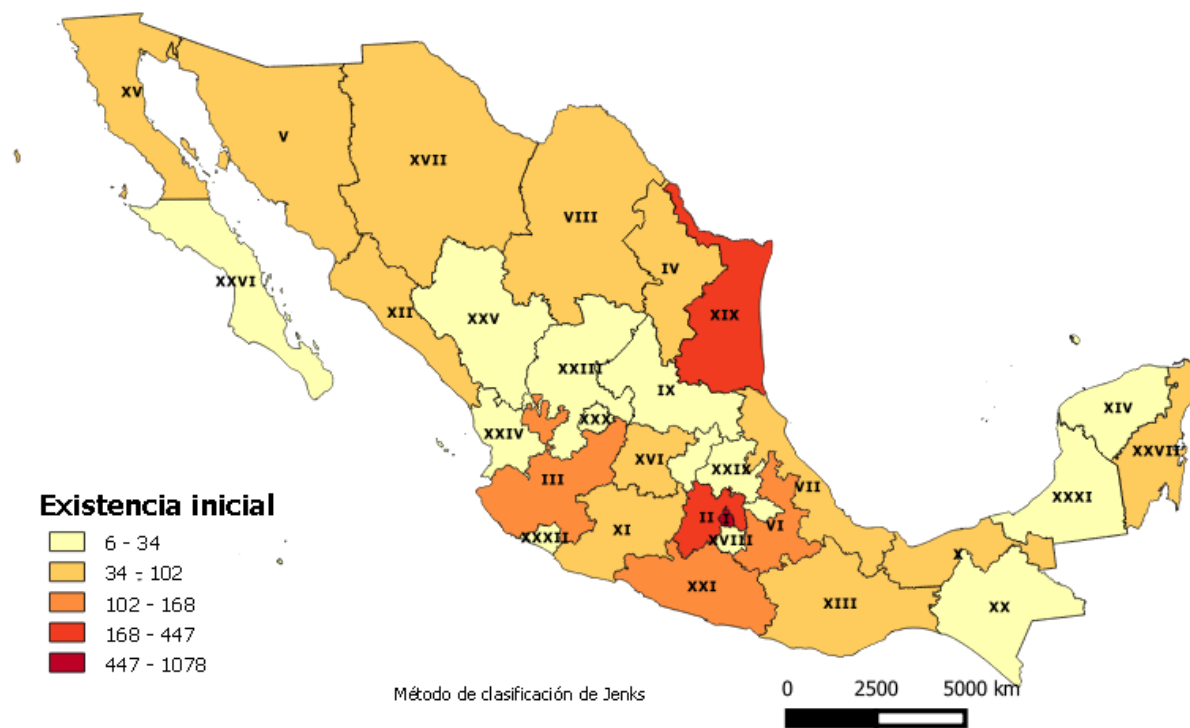 XV
V
XVII
VIII
IV
XXVI
XII
XIX
XXV
XXIII
IX
XXX
XXIV
XIV
XVI
XXIX
XXVII
III
VII
XXXI
II
I
VI
XXXII
XI
XVIII
X
XXI
XIII
XX
Existencia inicial
6 - 34
34 - 102
102 - 168
168 - 447
447 - 1078
Método de clasificación de Jenks
0 2500 5000 km